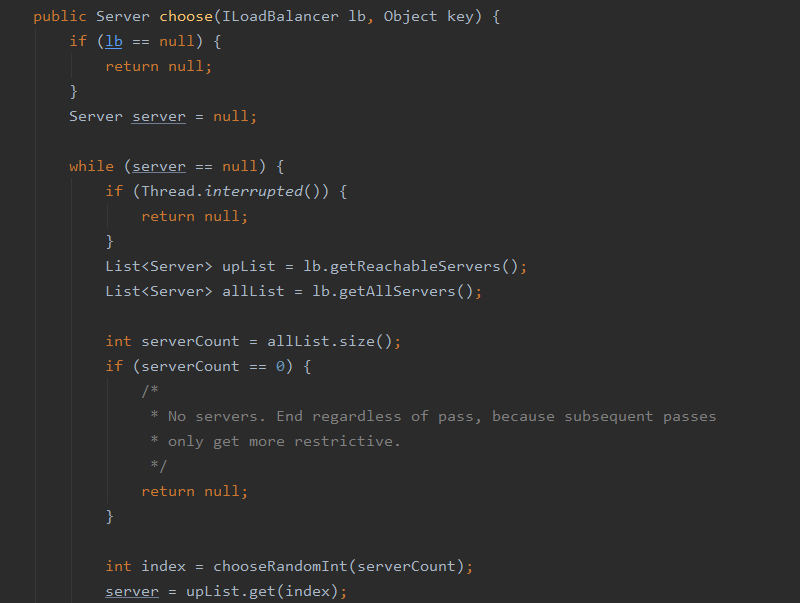 public Server choose(ILoadBalancer lb, Object key) {
    if (lb == null) {
        return null;
    }
    Server server = null;

    while (server == null) {
        if (Thread.interrupted()) {
            return null;
        }
        List<Server> upList = lb.getReachableServers();
        List<Server> allList = lb.getAllServers();

        int serverCount = allList.size();
        if (serverCount == 0) {
            /*
             * No servers. End regardless of pass, because subsequent passes
             * only get more restrictive.
             */
            return null;
        }

        int index = chooseRandomInt(serverCount);
        server = upList.get(index);